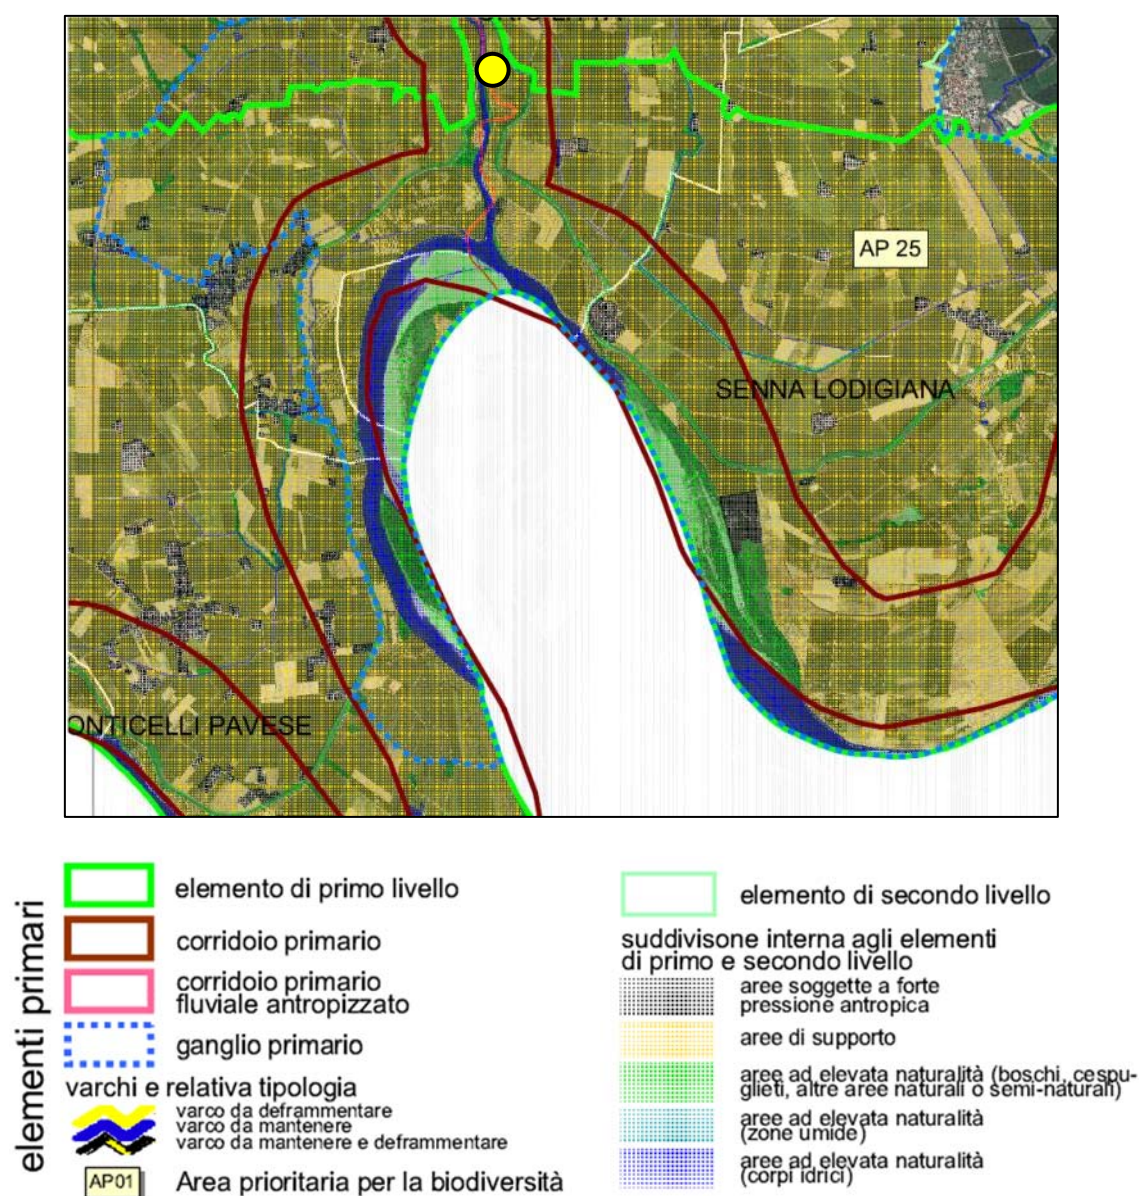 AP 25
SENNA LODIGIANA
ONTICELLI PAVESE
elementi primari
elemento di primo livello
corridoio primario
corridoio primario
fluviale antropizzato
ganglio primario
varchi e relativa tipologia
varco da deframmentare
varco da mantenere
varco da mantenere e deframmentare
AP01
Area prioritaria per la biodiversità
elemento di secondo livello
suddivisone interna agli elementi
di primo e secondo livello
aree soggette a forte
pressione antropica
aree di supporto
aree ad elevata naturalità (boschi, cespu-
glieti, altre aree naturali o semi-naturali)
aree ad elevata naturalità
(zone umide)
aree ad elevata naturalità
(corpi idrici)